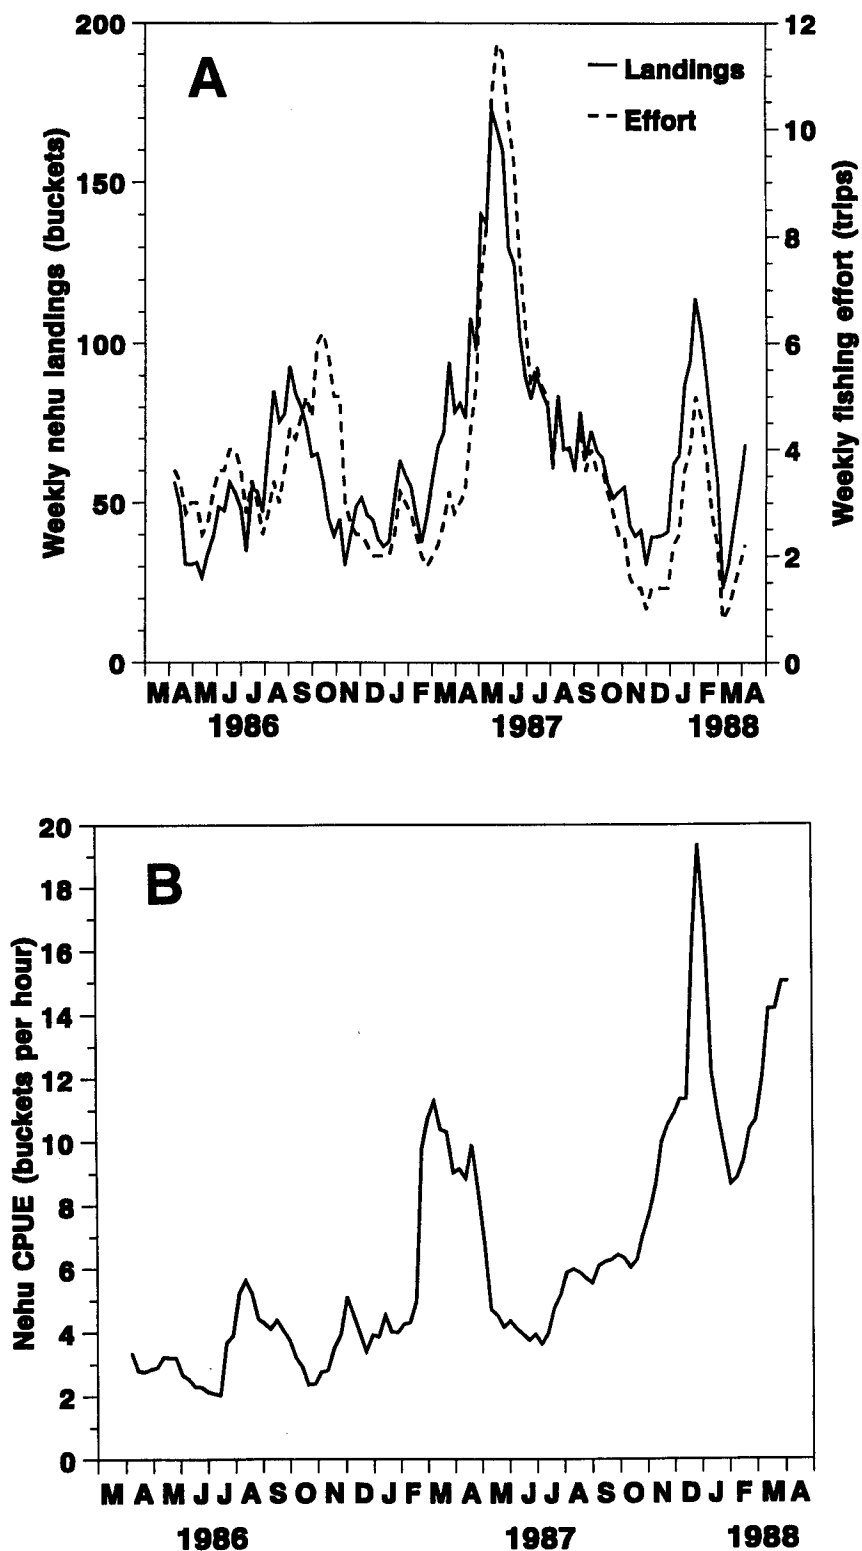 200
150
100
50
0
Weekly nehu landings (buckets)
A
Landings
Effort
12
10
8
6
4
2
0
Weekly fishing effort (trips)
M A M J J A S O N D J F M A M J J A S O N D J F M A
1986 1987 1988
20
18
16
14
12
10
8
6
4
2
0
Nehu CPUE (buckets per hour)
B
M A M J J A S O N D J F M A M J J A S O N D J F M A
1986 1987 1988